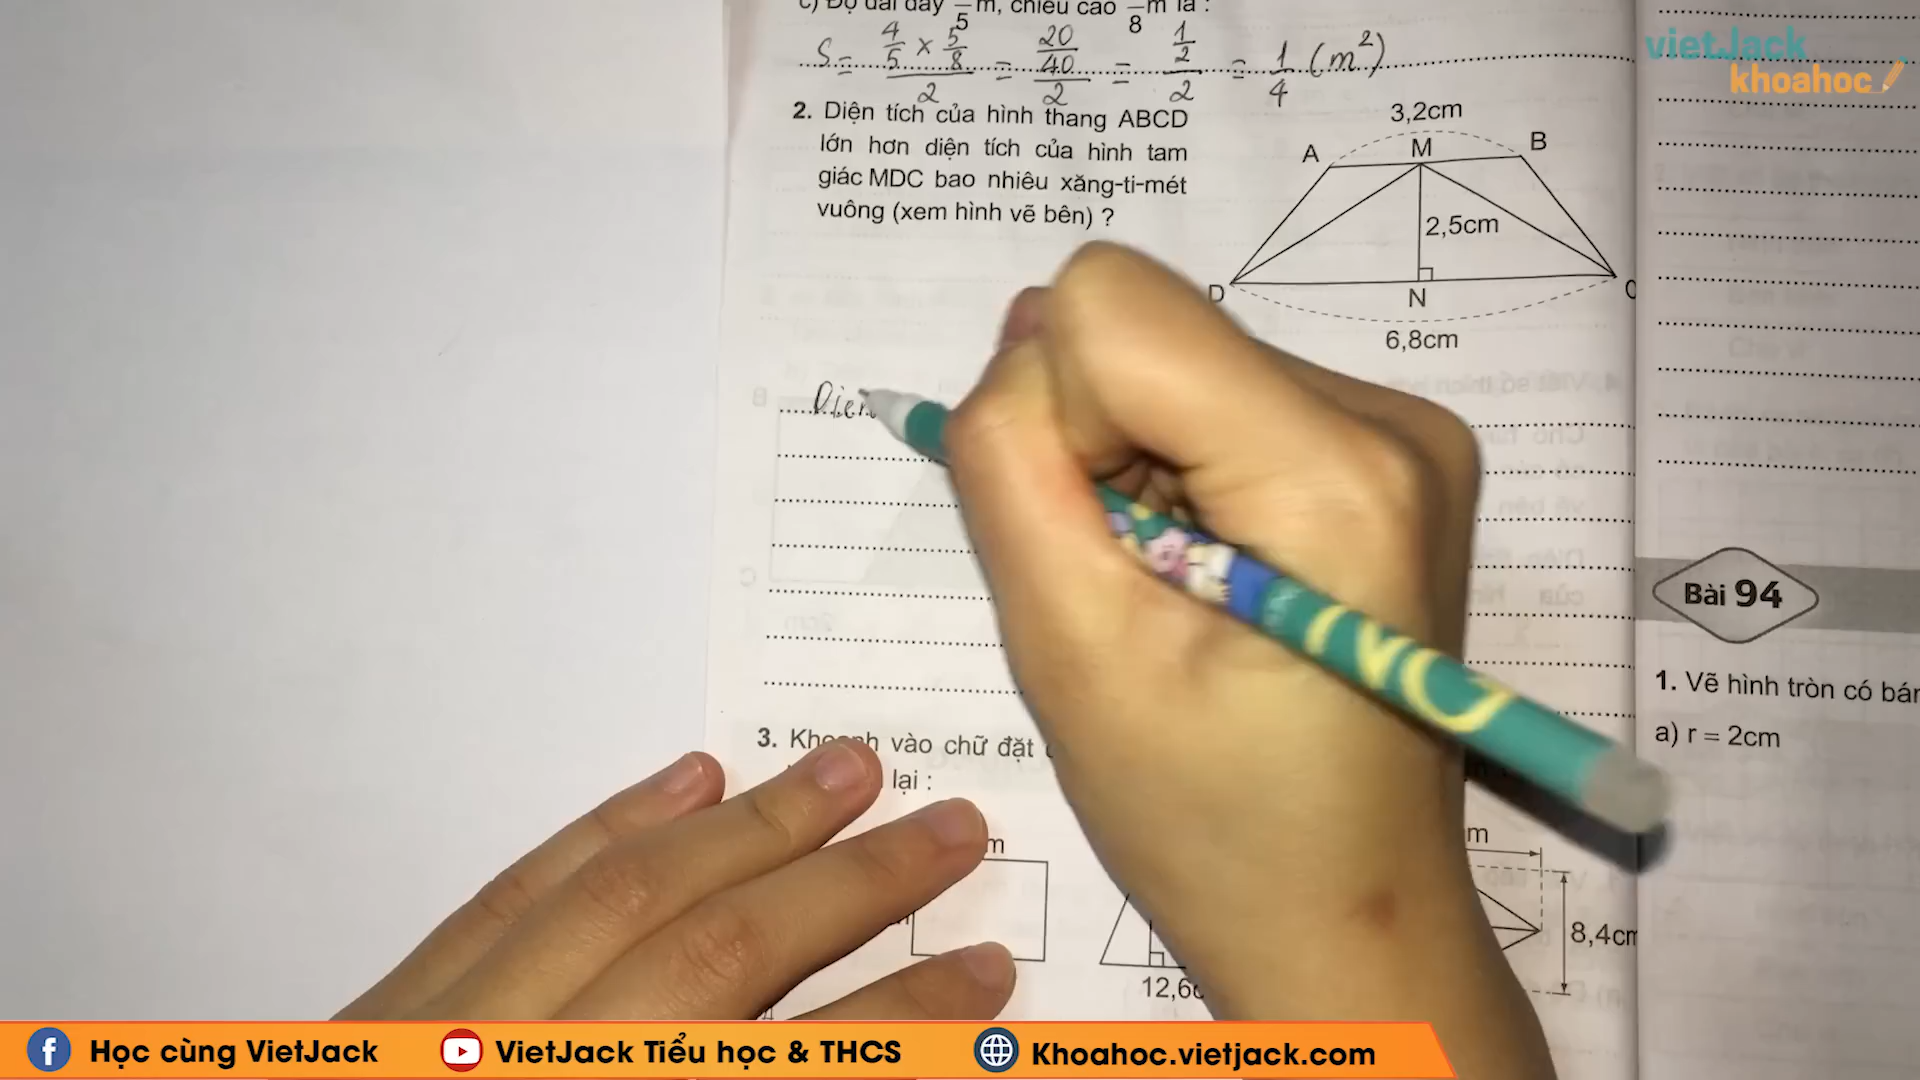 c) Độ dài đáy 5 m, chiều cao 8 m là :
S = 4/5 × 5/8 / 2 = 20/40 / 2 = 1/2 / 2 = 1/4 (m²)
2. Diện tích của hình thang ABCD
lớn hơn diện tích của hình tam
giác MDC bao nhiêu xăng-ti-mét
vuông (xem hình vẽ bên) ?
3,2cm
A M B
2,5cm
D N C
6,8cm
Diện
3. Khoanh vào chữ đặt
lại :
m
12,6c
m
8,4cm
vietJack
khoahoc
Bài 94
1. Vẽ hình tròn có bán
a) r = 2cm
Học cùng VietJack
VietJack Tiểu học & THCS
Khoahoc.vietjack.com